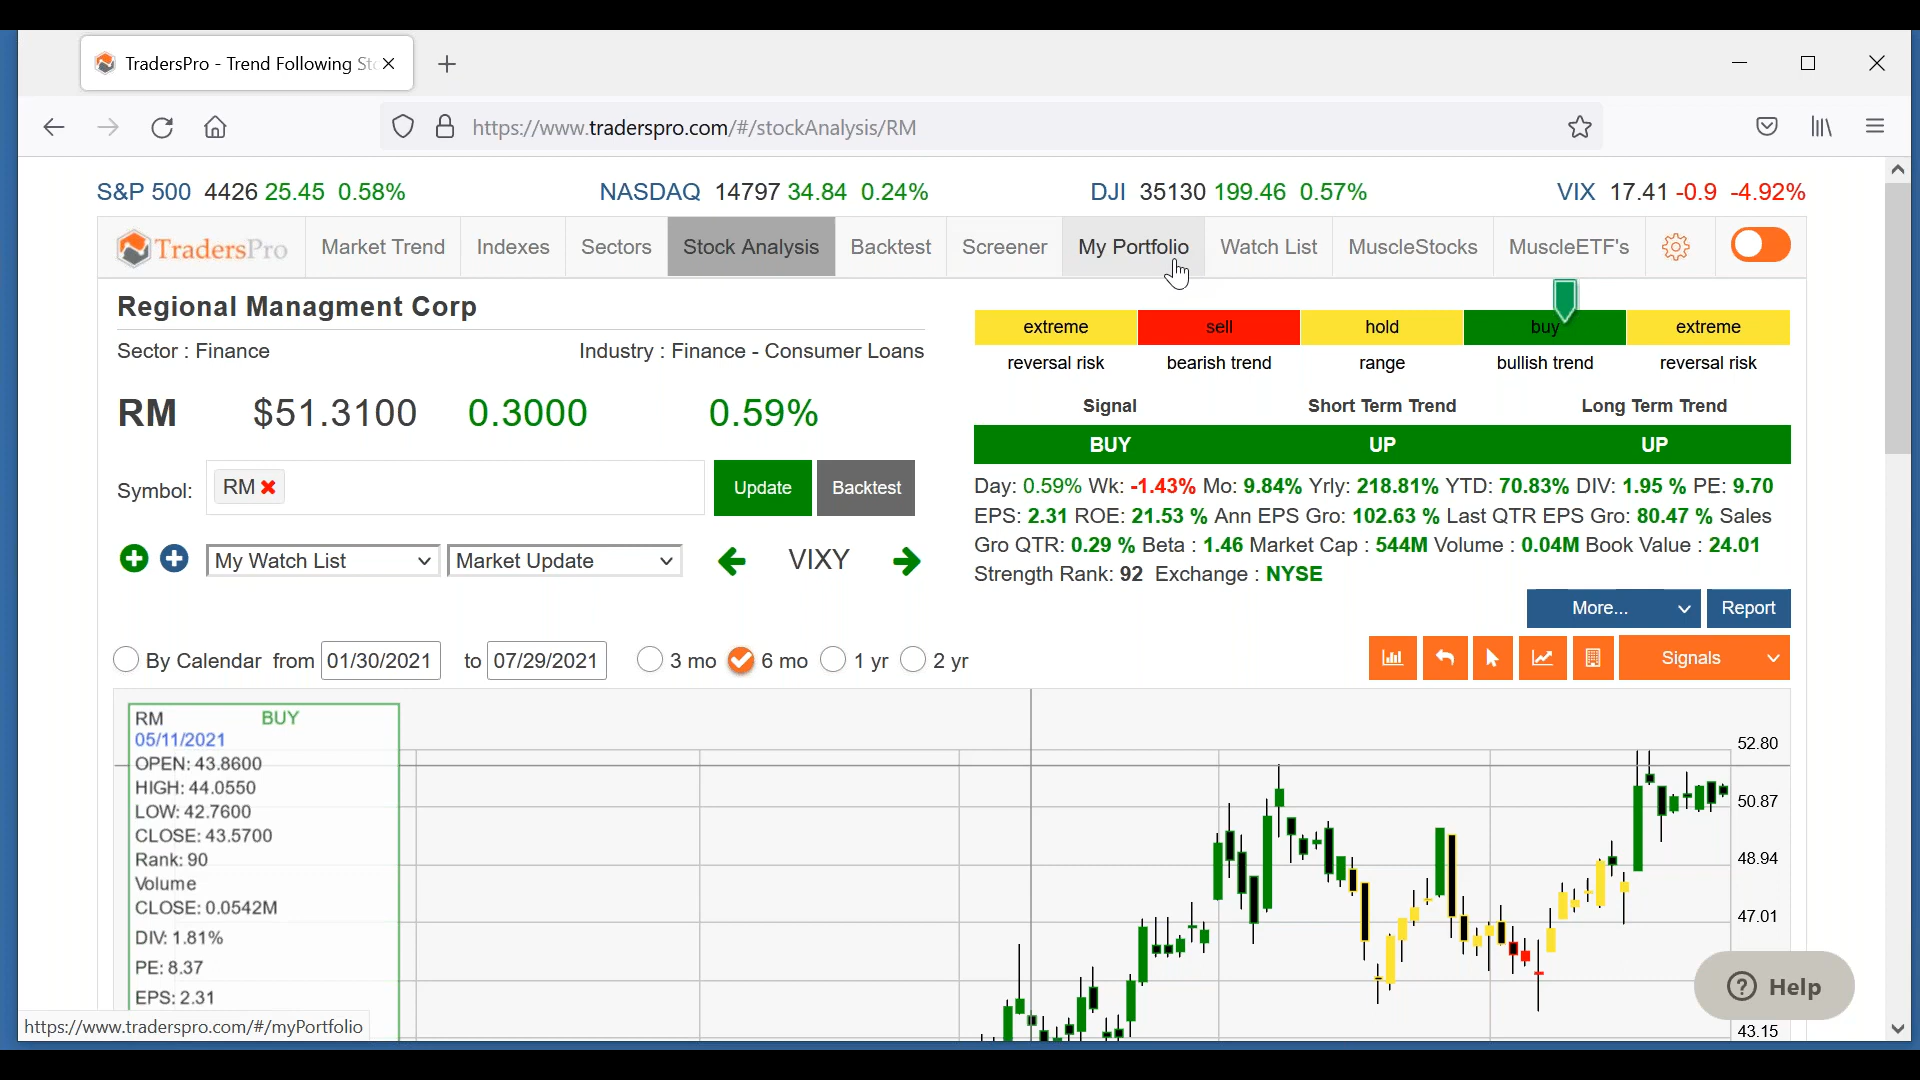 TradersPro - Trend Following Sto
https://www.traderspro.com/#/stockAnalysis/RM
S&P 500 4426 25.45 0.58% NASDAQ 14797 34.84 0.24% DJI 35130 199.46 0.57% VIX 17.41 -0.9 -4.92%
TradersPro Market Trend Indexes Sectors Stock Analysis Backtest Screener My Portfolio Watch List MuscleStocks MuscleETF's
Regional Managment Corp
Sector : Finance Industry : Finance - Consumer Loans
RM $51.3100 0.3000 0.59%
Symbol: RM Update Backtest
My Watch List Market Update VIXY
extreme sell hold buy extreme
reversal risk bearish trend range bullish trend reversal risk
Signal Short Term Trend Long Term Trend
BUY UP UP
Day: 0.59% Wk: -1.43% Mo: 9.84% Yrly: 218.81% YTD: 70.83% DIV: 1.95 % PE: 9.70
EPS: 2.31 ROE: 21.53 % Ann EPS Gro: 102.63 % Last QTR EPS Gro: 80.47 % Sales
Gro QTR: 0.29 % Beta : 1.46 Market Cap : 544M Volume : 0.04M Book Value : 24.01
Strength Rank: 92 Exchange : NYSE
More... Report
By Calendar from 01/30/2021 to 07/29/2021 3 mo 6 mo 1 yr 2 yr
Signals
RM BUY
05/11/2021
OPEN: 43.8600
HIGH: 44.0550
LOW: 42.7600
CLOSE: 43.5700
Rank: 90
Volume
CLOSE: 0.0542M
DIV: 1.81%
PE: 8.37
EPS: 2.31
52.80
50.87
48.94
47.01
43.15
Help
https://www.traderspro.com/#/myPortfolio